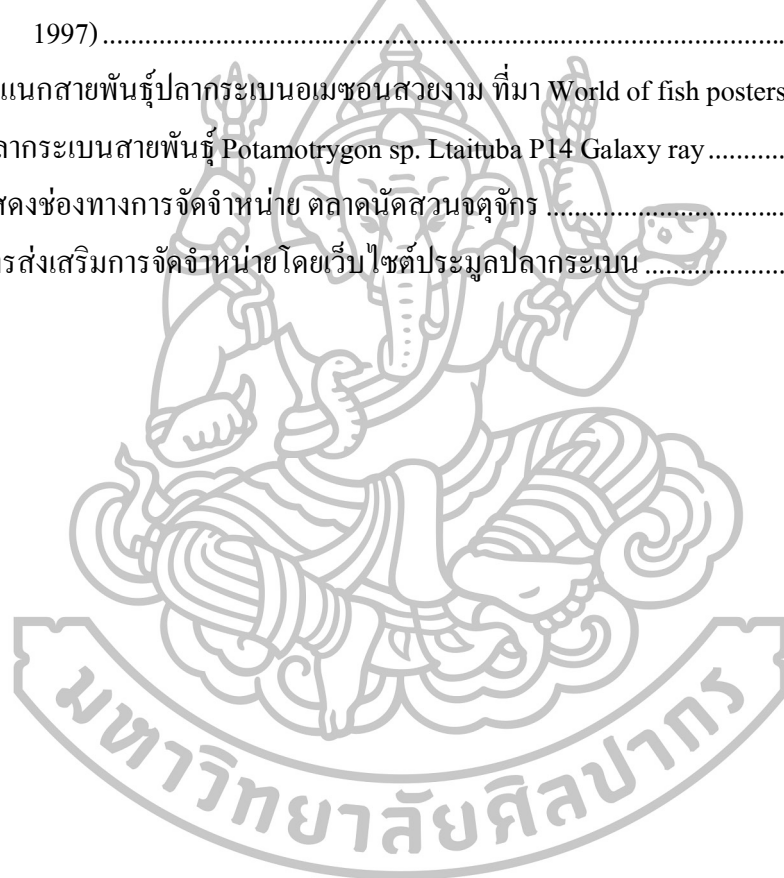 1997) ........................................................................................................
แนกสายพันธุ์ปลากระเบนอเมซอนสวยงาม ที่มา World of fish posters
ลากระเบนสายพันธุ์ Potamotrygon sp. Ltaituba P14 Galaxy ray ............
สดงช่องทางการจัดจำหน่าย ตลาดนัดสวนจตุจักร ....................................
รส่งเสริมการจัดจำหน่ายโดยเว็บไซต์ประมูลปลากระเบน .....................
มหาวิทยาลัยศิลปากร